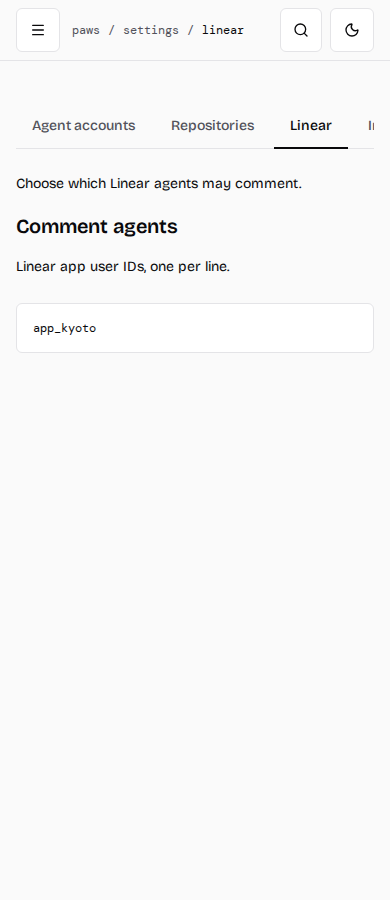 paws / settings / linear
Agent accounts Repositories Linear
Choose which Linear agents may comment.
Comment agents
Linear app user IDs, one per line.
app_kyoto